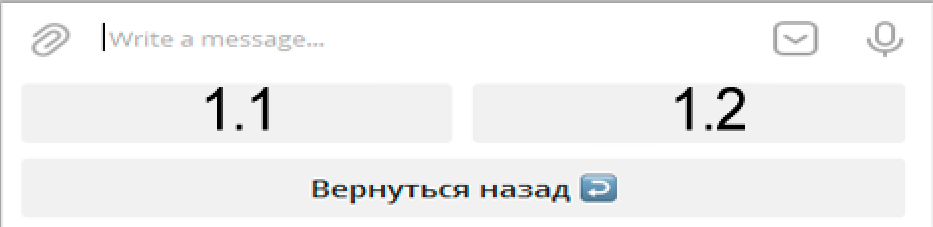 Write a message...
1.1 1.2
Вернуться назад ↩️